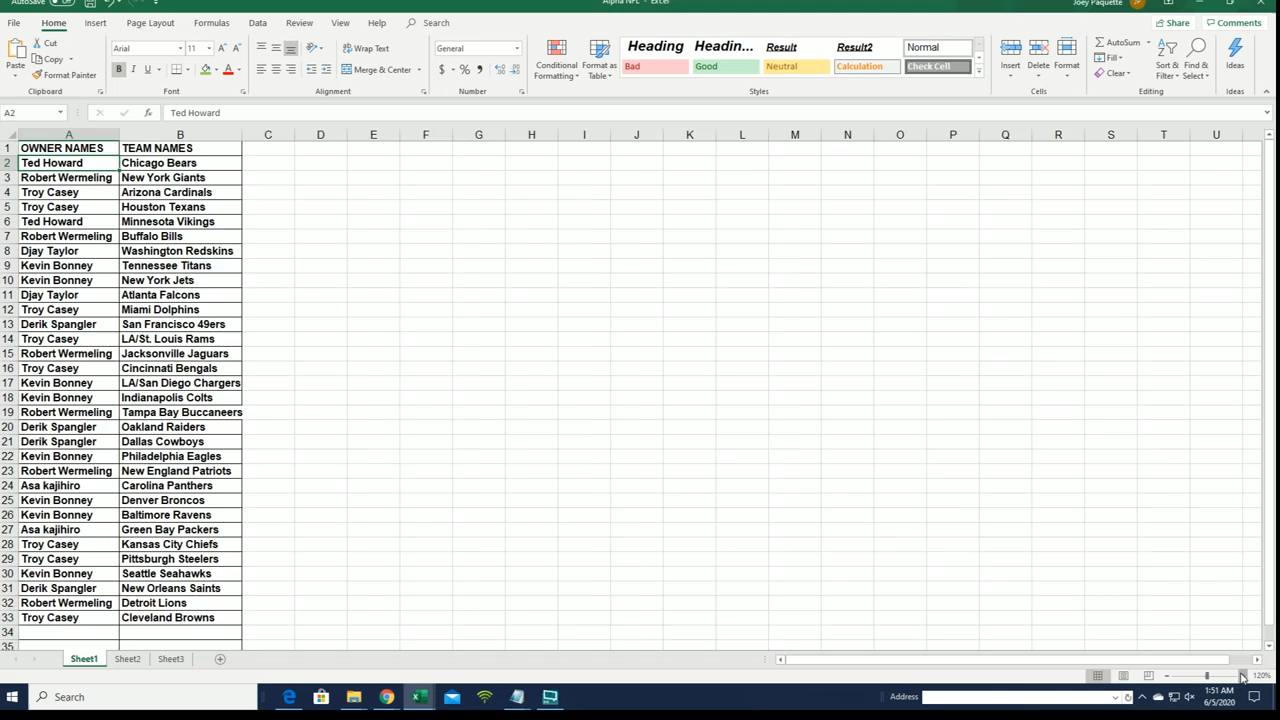 AutoSave Off Alpha NFL - Excel Joey Paquette JP
File Home Insert Page Layout Formulas Data Review View Help Search Share Comments
Paste Cut Copy Format Painter Clipboard
Arial 11 A A B I U A Font
Wrap Text Merge & Center Alignment
General $ % , Number
Conditional Formatting Format as Table
Heading Headin... Result Result2 Normal
Bad Good Neutral Calculation Check Cell
Styles
Insert Delete Format Cells
AutoSum Fill Clear Sort & Filter Find & Select Editing
Ideas Ideas
A2 fx Ted Howard
A B C D E F G H I J K L M N O P Q R S T U
1 OWNER NAMES TEAM NAMES
2 Ted Howard Chicago Bears
3 Robert Wermeling New York Giants
4 Troy Casey Arizona Cardinals
5 Troy Casey Houston Texans
6 Ted Howard Minnesota Vikings
7 Robert Wermeling Buffalo Bills
8 Djay Taylor Washington Redskins
9 Kevin Bonney Tennessee Titans
10 Kevin Bonney New York Jets
11 Djay Taylor Atlanta Falcons
12 Troy Casey Miami Dolphins
13 Derik Spangler San Francisco 49ers
14 Troy Casey LA/St. Louis Rams
15 Robert Wermeling Jacksonville Jaguars
16 Troy Casey Cincinnati Bengals
17 Kevin Bonney LA/San Diego Chargers
18 Kevin Bonney Indianapolis Colts
19 Robert Wermeling Tampa Bay Buccaneers
20 Derik Spangler Oakland Raiders
21 Derik Spangler Dallas Cowboys
22 Kevin Bonney Philadelphia Eagles
23 Robert Wermeling New England Patriots
24 Asa kajihiro Carolina Panthers
25 Kevin Bonney Denver Broncos
26 Kevin Bonney Baltimore Ravens
27 Asa kajihiro Green Bay Packers
28 Troy Casey Kansas City Chiefs
29 Troy Casey Pittsburgh Steelers
30 Kevin Bonney Seattle Seahawks
31 Derik Spangler New Orleans Saints
32 Robert Wermeling Detroit Lions
33 Troy Casey Cleveland Browns
34
35
Sheet1 Sheet2 Sheet3
120%
Search Address 1:51 AM
6/5/2020